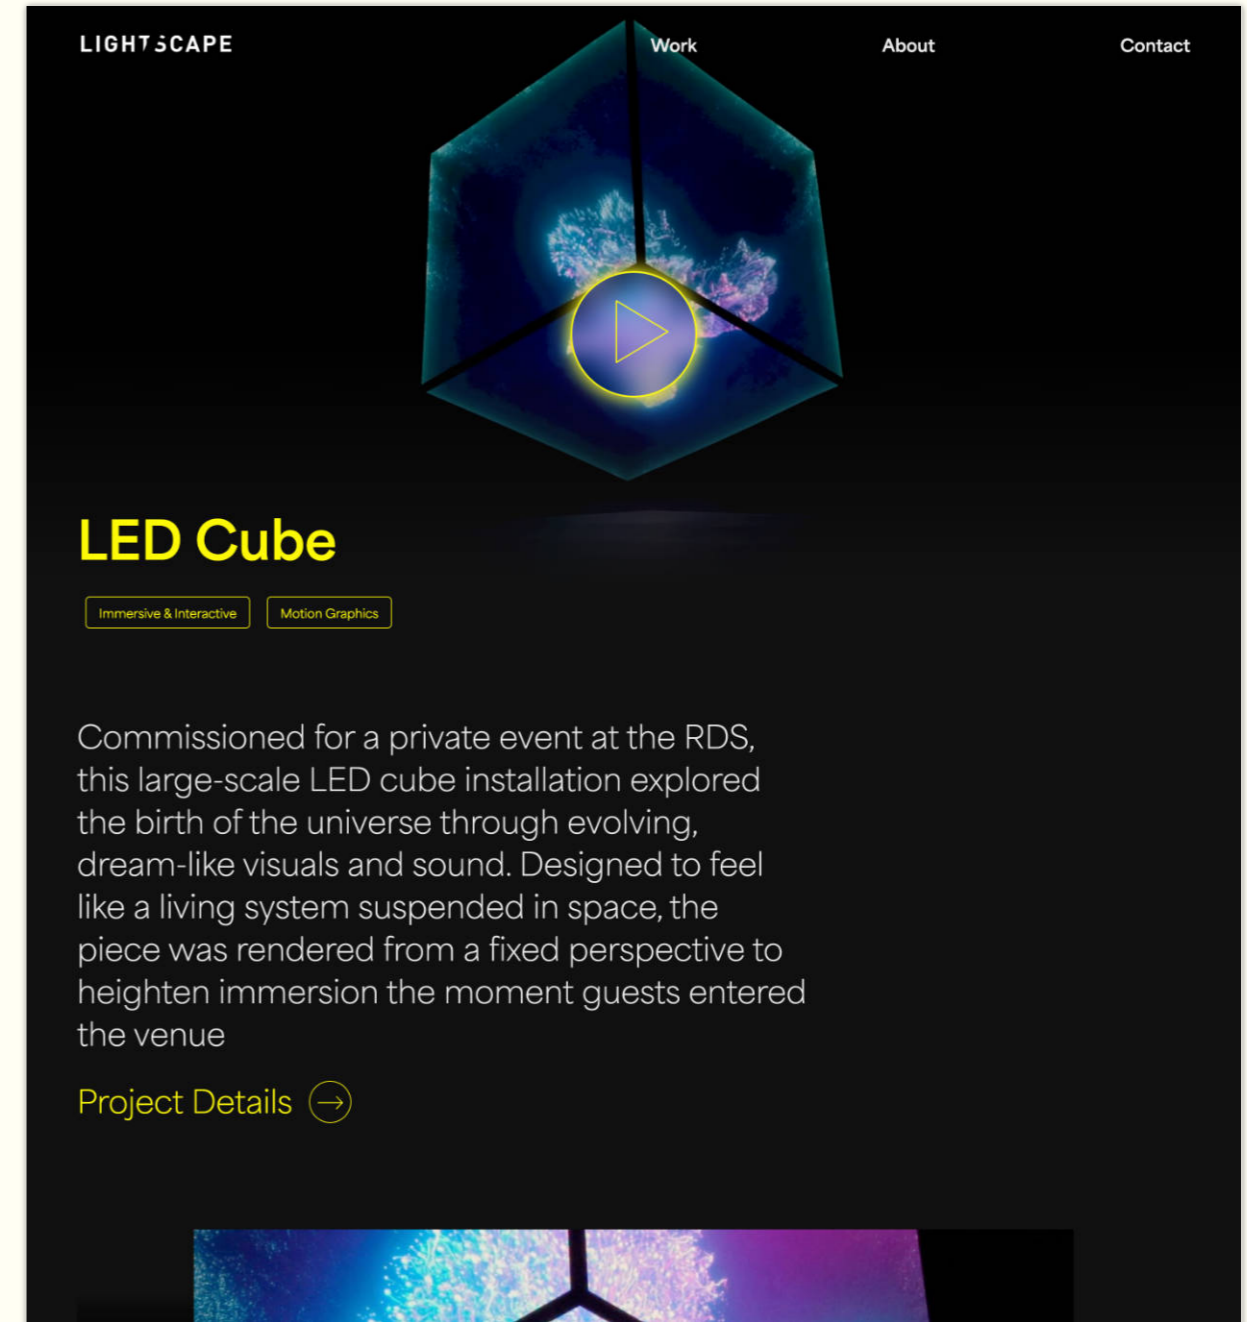 LIGHTSCAPE
Work
About
Contact
LED Cube
Immersive & Interactive
Motion Graphics
Commissioned for a private event at the RDS,
this large-scale LED cube installation explored
the birth of the universe through evolving,
dream-like visuals and sound. Designed to feel
like a living system suspended in space, the
piece was rendered from a fixed perspective to
heighten immersion the moment guests entered
the venue
Project Details